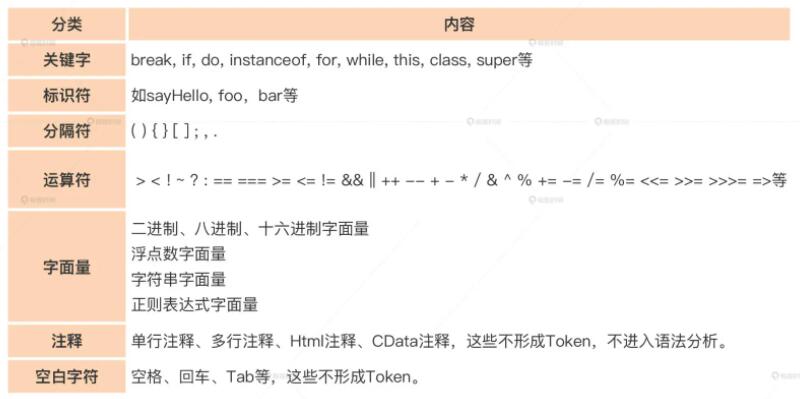 分类 内容
关键字 break, if, do, instanceof, for, while, this, class, super等
标识符 如sayHello, foo，bar等
分隔符 ( ) { } [ ] ; , .
运算符 > < ! ~ ? : == === >= <= != && || ++ -- + - * / & ^ % += -= /= %= <<= >>= >>>= =>等
字面量 二进制、八进制、十六进制字面量
浮点数字面量
字符串字面量
正则表达式字面量
注释 单行注释、多行注释、Html注释、CData注释，这些不形成Token，不进入语法分析。
空白字符 空格、回车、Tab等，这些不形成Token。